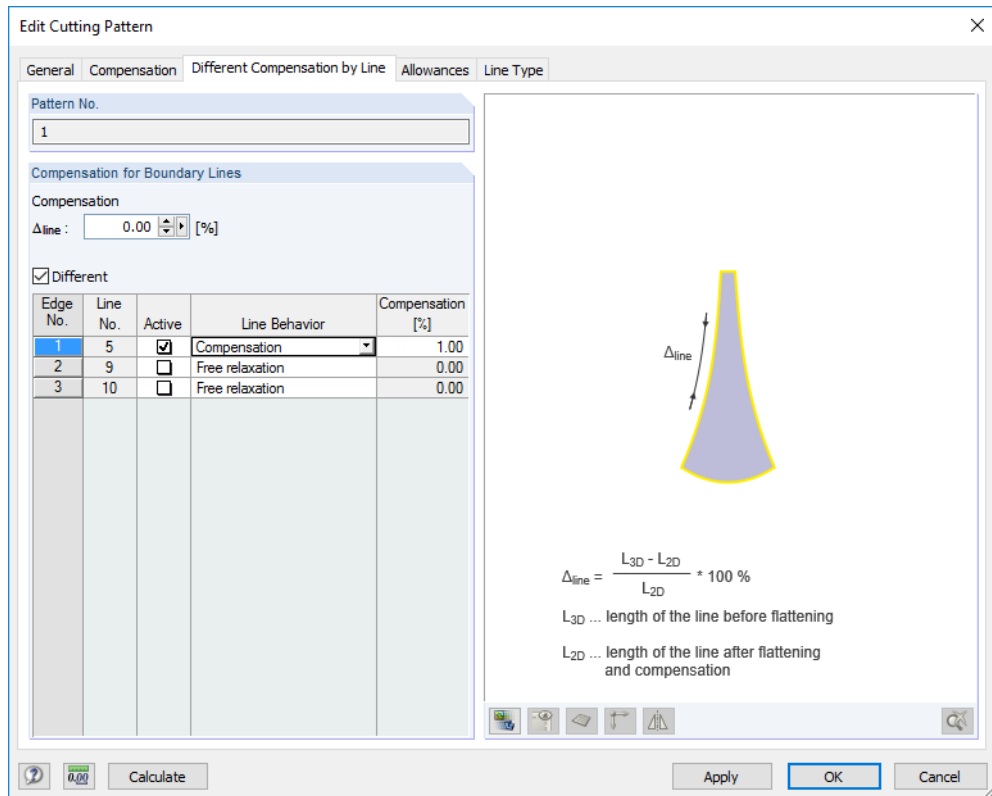 Edit Cutting Pattern
General Compensation Different Compensation by Line Allowances Line Type
Pattern No.
1
Compensation for Boundary Lines
Compensation
Δline : 0.00 [%]
Different
Edge No. Line No. Active Line Behavior Compensation [%]
1 5 Compensation 1.00
2 9 Free relaxation 0.00
3 10 Free relaxation 0.00
Δline
Δline = L3D - L2D / L2D * 100 %
L3D ... length of the line before flattening
L2D ... length of the line after flattening
and compensation
0.00 Calculate Apply OK Cancel